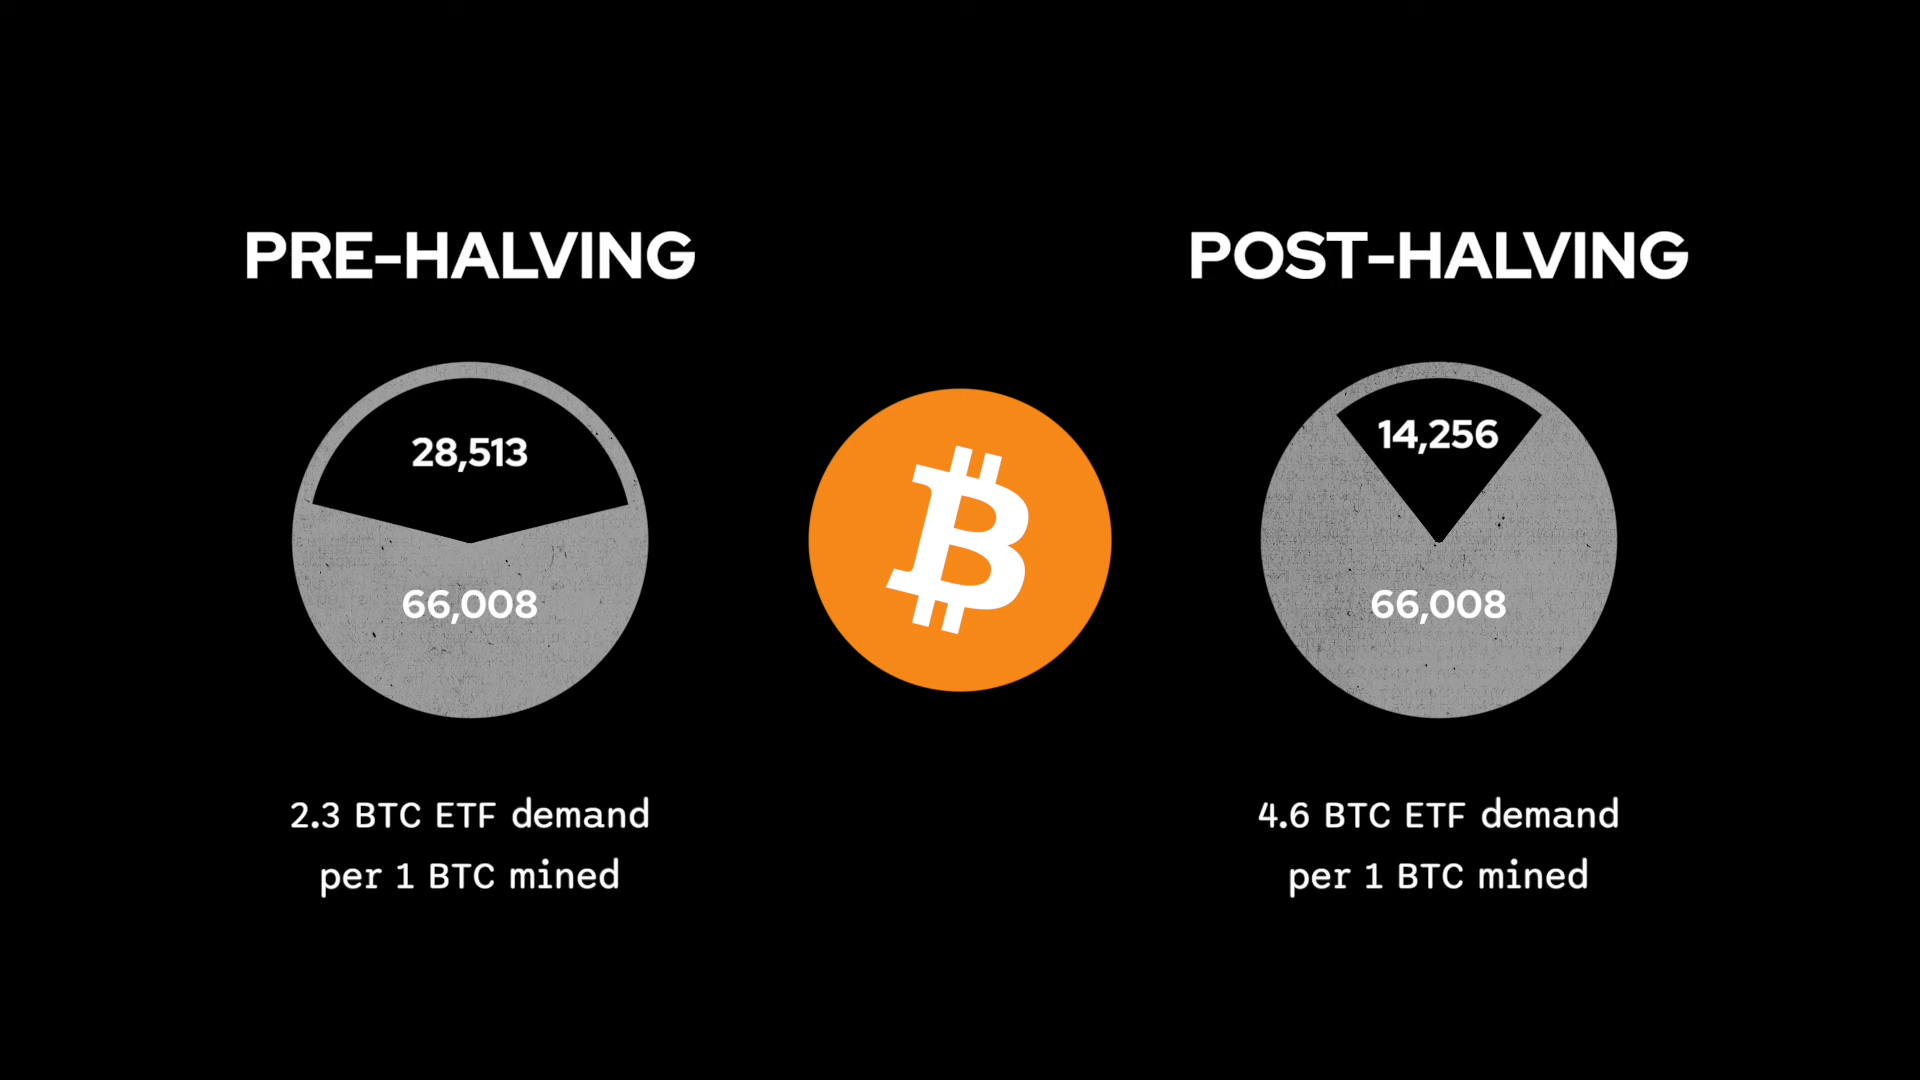 PRE-HALVING
28,513
66,008
2.3 BTC ETF demand
per 1 BTC mined
POST-HALVING
14,256
66,008
4.6 BTC ETF demand
per 1 BTC mined